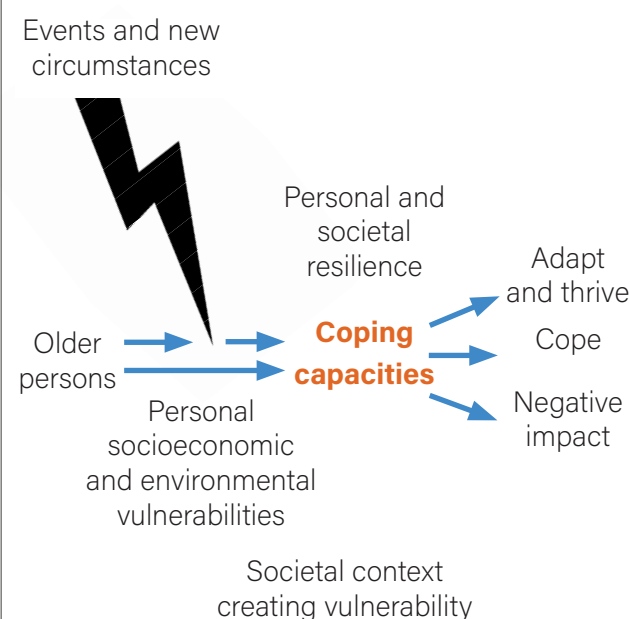 Events and new
circumstances
Personal and
societal
resilience
Adapt
and thrive
Older
persons
Coping
capacities
Cope
Negative
impact
Personal
socioeconomic
and environmental
vulnerabilities
Societal context
creating vulnerability